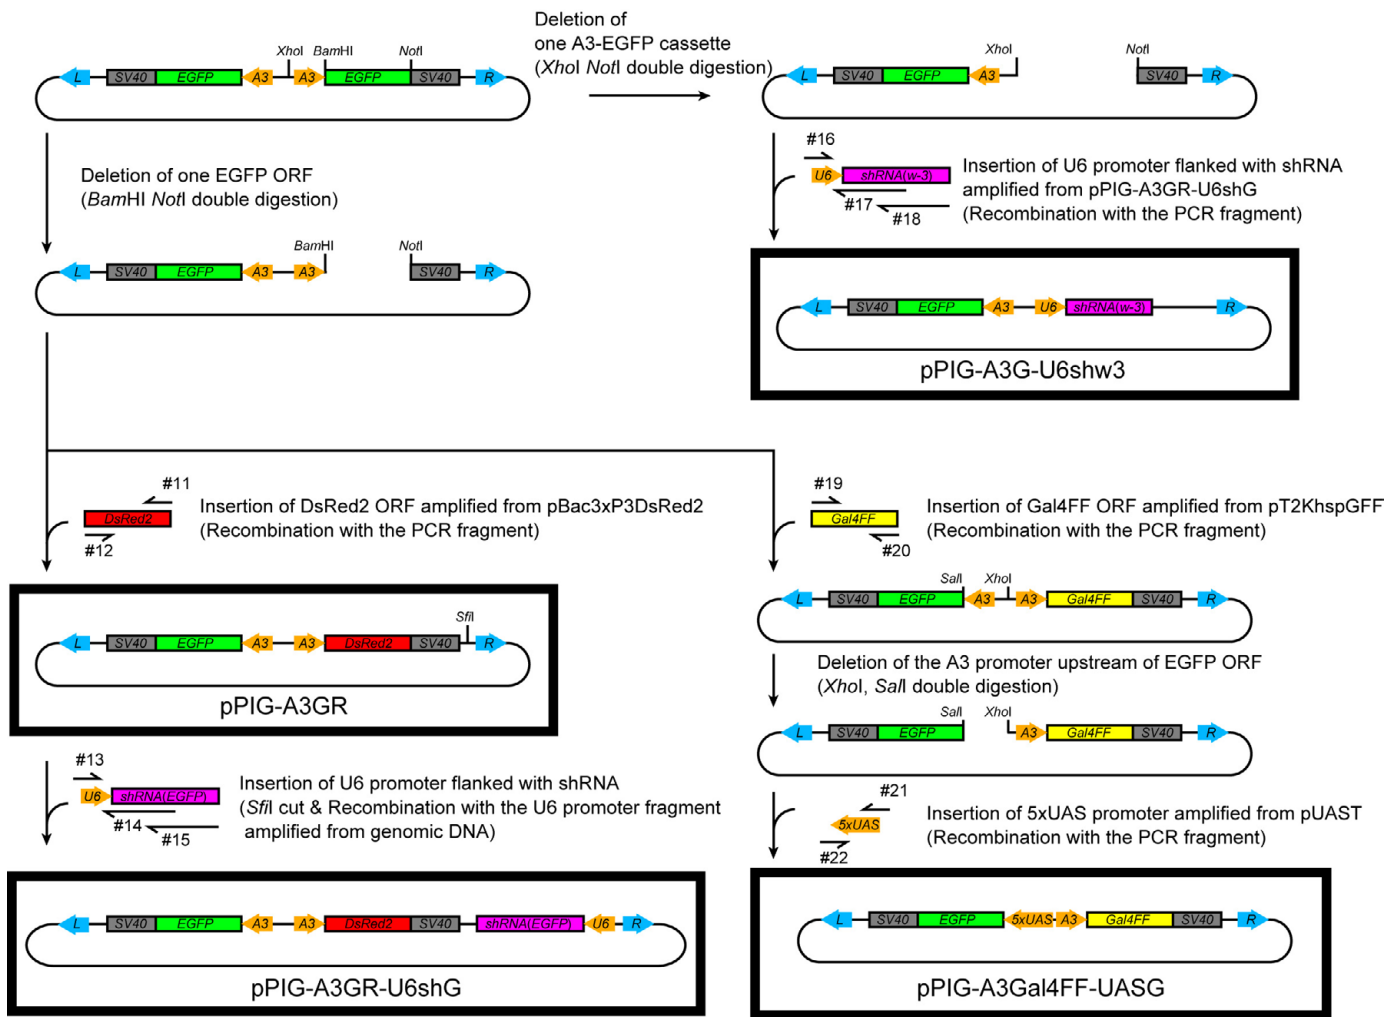 Deletion of
one A3-EGFP cassette
(XhoI NotI double digestion)
XhoI BamHI NotI
L SV40 EGFP A3 A3 EGFP SV40 R
XhoI NotI
L SV40 EGFP A3 SV40 R
Deletion of one EGFP ORF
(BamHI NotI double digestion)
#16
U6 shRNA(w-3)
#17
#18
Insertion of U6 promoter flanked with shRNA
amplified from pPIG-A3GR-U6shG
(Recombination with the PCR fragment)
BamHI NotI
L SV40 EGFP A3 A3 SV40 R
L SV40 EGFP A3 U6 shRNA(w-3) R
pPIG-A3G-U6shw3
#11
DsRed2
#12
Insertion of DsRed2 ORF amplified from pBac3xP3DsRed2
(Recombination with the PCR fragment)
#19
Gal4FF
#20
Insertion of Gal4FF ORF amplified from pT2KhspGFF
(Recombination with the PCR fragment)
SfiI
L SV40 EGFP A3 A3 DsRed2 SV40 R
pPIG-A3GR
SalI XhoI
L SV40 EGFP A3 A3 Gal4FF SV40 R
Deletion of the A3 promoter upstream of EGFP ORF
(XhoI, SalI double digestion)
SalI XhoI
L SV40 EGFP A3 Gal4FF SV40 R
#13
U6 shRNA(EGFP)
#14
#15
Insertion of U6 promoter flanked with shRNA
(SfiI cut & Recombination with the U6 promoter fragment
amplified from genomic DNA)
#21
5xUAS
#22
Insertion of 5xUAS promoter amplified from pUAST
(Recombination with the PCR fragment)
L SV40 EGFP A3 A3 DsRed2 SV40 shRNA(EGFP) U6 R
pPIG-A3GR-U6shG
L SV40 EGFP 5xUAS A3 Gal4FF SV40 R
pPIG-A3Gal4FF-UASG